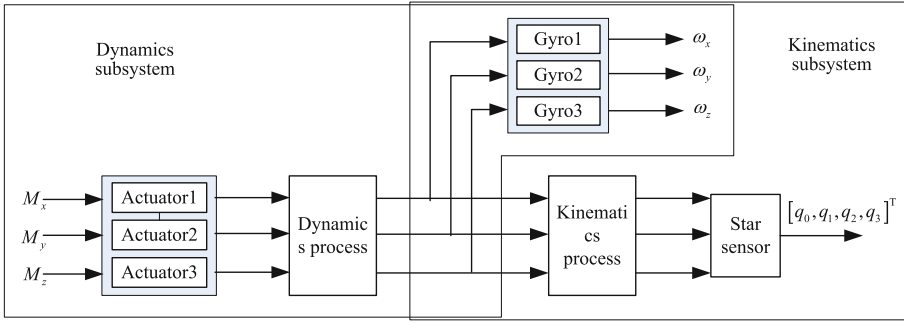 Dynamics
subsystem
Gyro1
Gyro2
Gyro3
ω_x
ω_y
ω_z
Kinematics
subsystem
M_x
M_y
M_z
Actuator1
Actuator2
Actuator3
Dynamic
s process
Kinemati
cs
process
Star
sensor
[q_0, q_1, q_2, q_3]^T